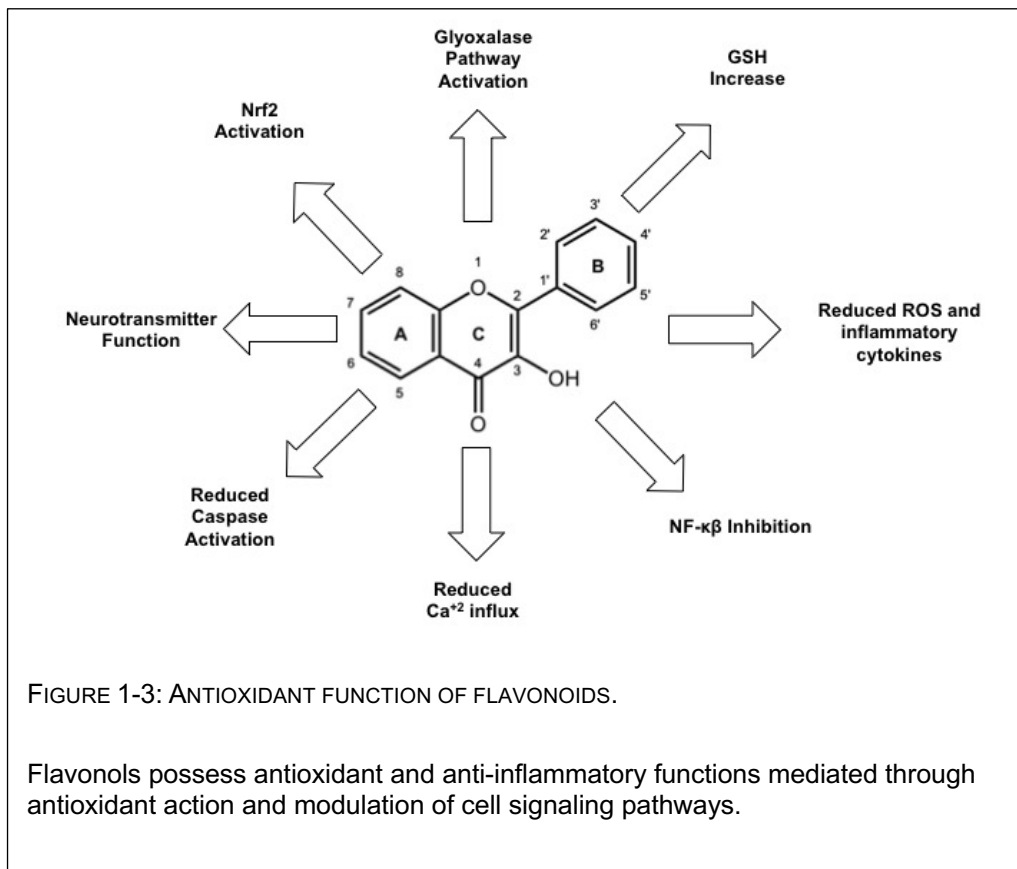 Glyoxalase
Pathway
Activation
GSH
Increase
Nrf2
Activation
3'
2'
4'
B
1
8
1'
5'
O
2
7
6'
Neurotransmitter
Function
Reduced ROS and
inflammatory
cytokines
A
C
6
4
3
5
OH
O
Reduced
Caspase
Activation
NF-κβ Inhibition
Reduced
Ca+2 influx
FIGURE 1-3: ANTIOXIDANT FUNCTION OF FLAVONOIDS.
Flavonols possess antioxidant and anti-inflammatory functions mediated through
antioxidant action and modulation of cell signaling pathways.